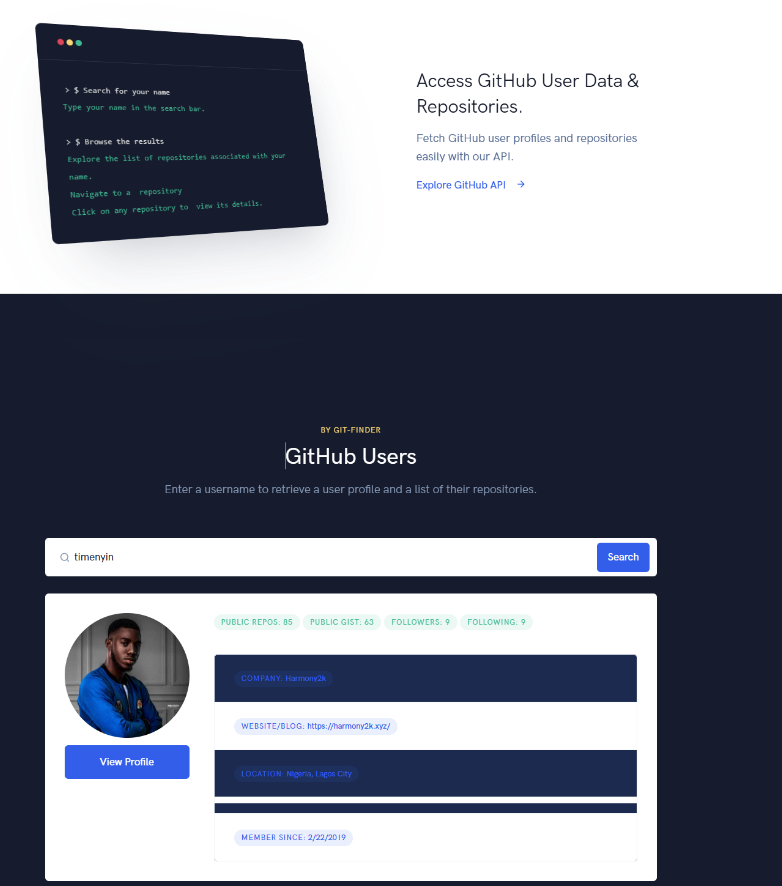 > $ Search for your name
Type your name in the search bar.
> $ Browse the results
Explore the list of repositories associated with your
name.
Navigate to a repository
Click on any repository to view its details.
Access GitHub User Data &
Repositories.
Fetch GitHub user profiles and repositories
easily with our API.
Explore GitHub API →
BY GIT-FINDER
GitHub Users
Enter a username to retrieve a user profile and a list of their repositories.
timenyin
Search
PUBLIC REPOS: 85 PUBLIC GIST: 63 FOLLOWERS: 9 FOLLOWING: 9
COMPANY: Harmony2k
WEBSITE/BLOG: https://harmony2k.xyz/
LOCATION: Nigeria, Lagos City
MEMBER SINCE: 2/22/2019
View Profile